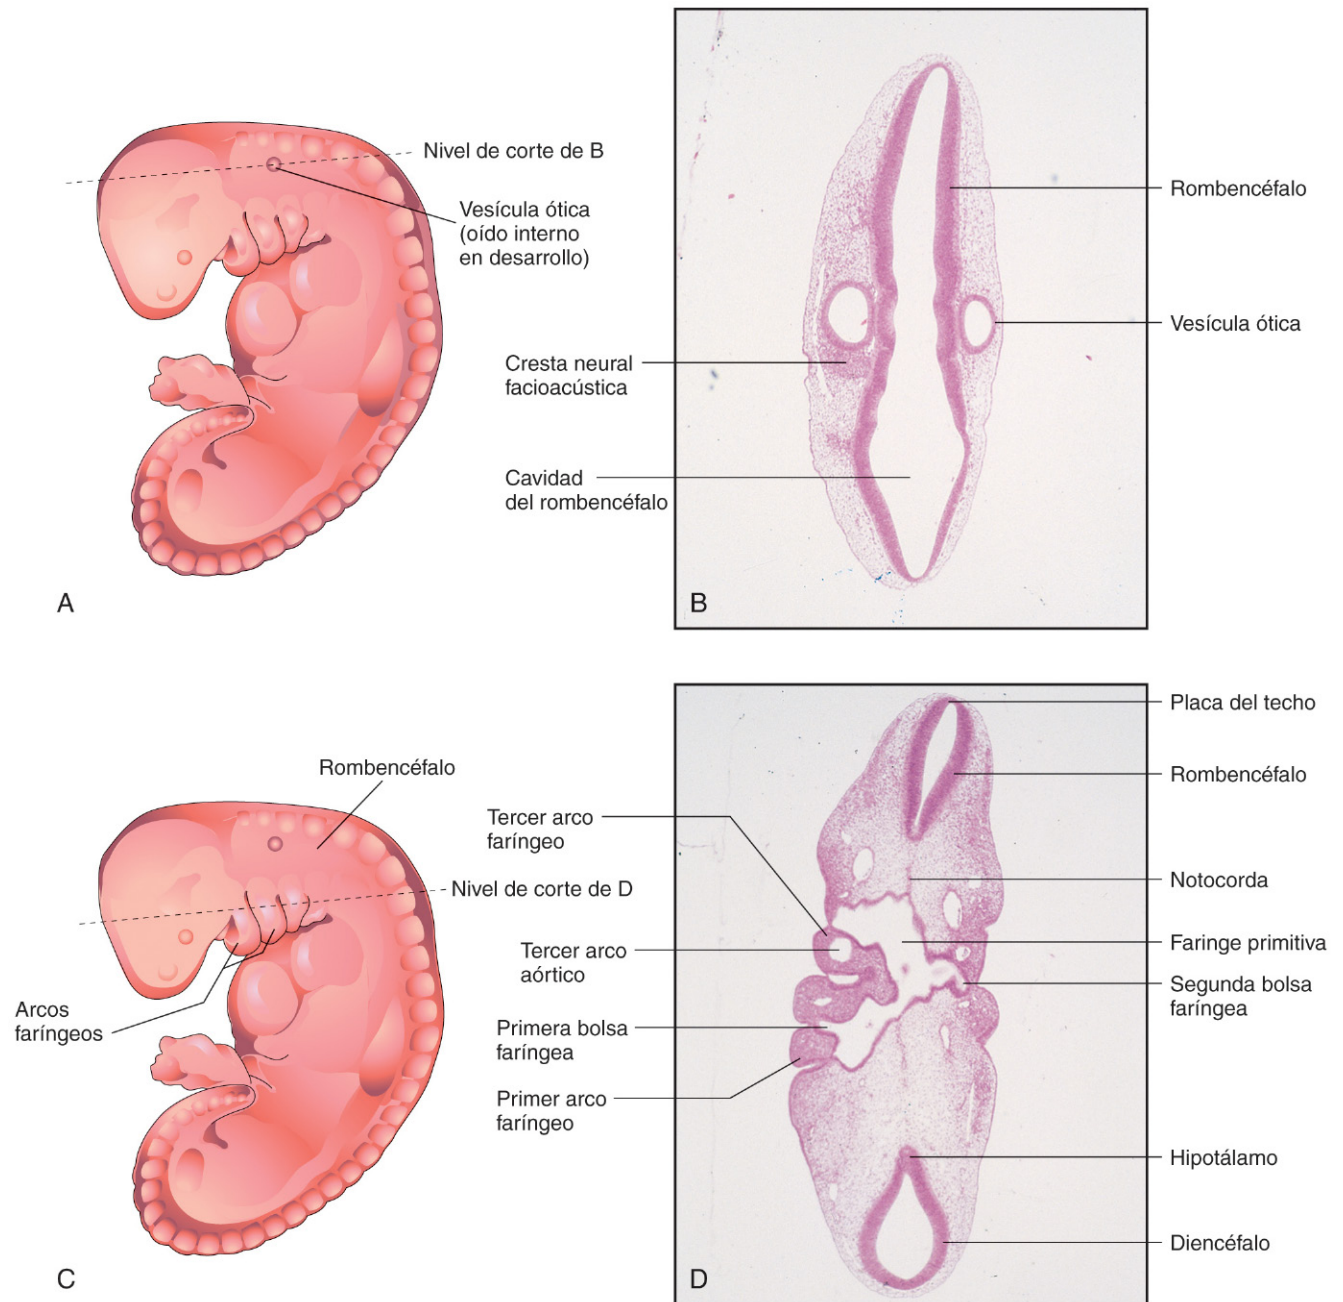 Nivel de corte de B
Vesícula ótica
(oído interno
en desarrollo)
A
Rombencéfalo
Vesícula ótica
Cresta neural
facioacústica
Cavidad
del rombencéfalo
B
Rombencéfalo
Nivel de corte de D
Arcos
faríngeos
C
Placa del techo
Rombencéfalo
Tercer arco
faríngeo
Notocorda
Tercer arco
aórtico
Faringe primitiva
Segunda bolsa
faríngea
Primera bolsa
faríngea
Primer arco
faríngeo
Hipotálamo
Diencéfalo
D